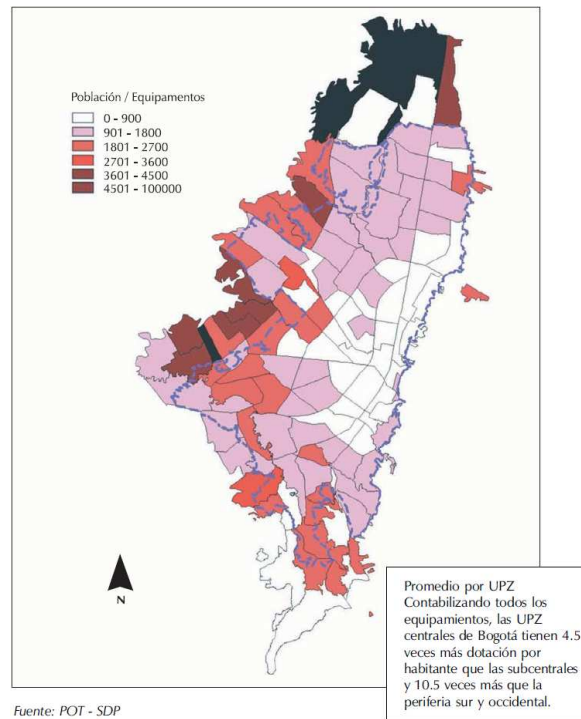 Población / Equipamentos
0 - 900
901 - 1800
1801 - 2700
2701 - 3600
3601 - 4500
4501 - 100000
N
Promedio por UPZ
Contabilizando todos los
equipamientos, las UPZ
centrales de Bogotá tienen 4.5
veces más dotación por
habitante que las subcentrales
y 10.5 veces más que la
periferia sur y occidental.
Fuente: POT - SDP